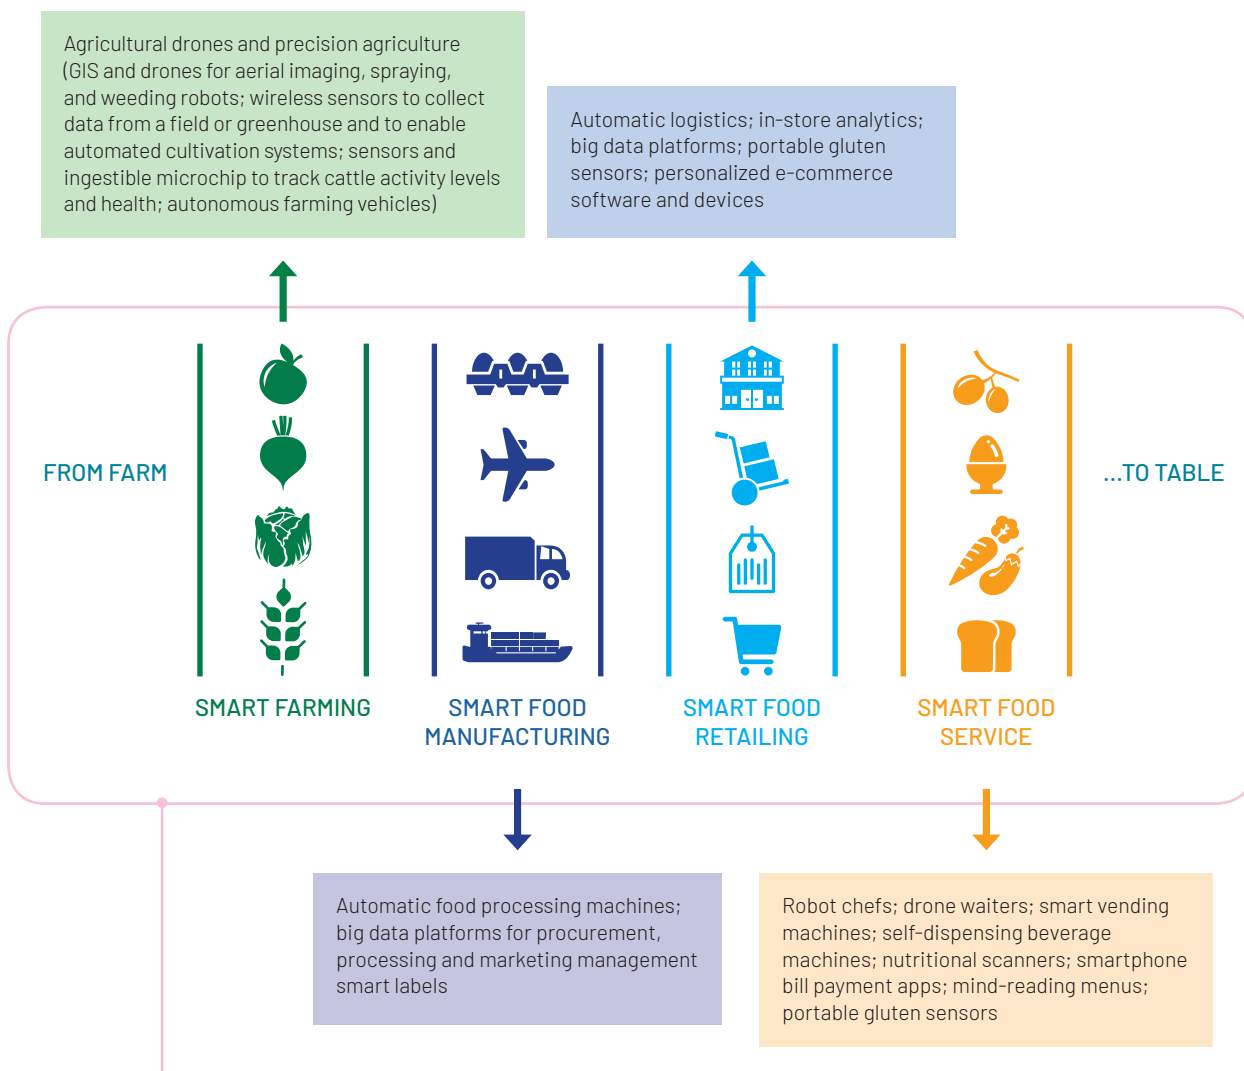 Agricultural drones and precision agriculture
(GIS and drones for aerial imaging, spraying,
and weeding robots; wireless sensors to collect
data from a field or greenhouse and to enable
automated cultivation systems; sensors and
ingestible microchip to track cattle activity levels
and health; autonomous farming vehicles)
Automatic logistics; in-store analytics;
big data platforms; portable gluten
sensors; personalized e-commerce
software and devices
FROM FARM
...TO TABLE
SMART FARMING
SMART FOOD
MANUFACTURING
SMART FOOD
RETAILING
SMART FOOD
SERVICE
Automatic food processing machines;
big data platforms for procurement,
processing and marketing management
smart labels
Robot chefs; drone waiters; smart vending
machines; self-dispensing beverage
machines; nutritional scanners; smartphone
bill payment apps; mind-reading menus;
portable gluten sensors